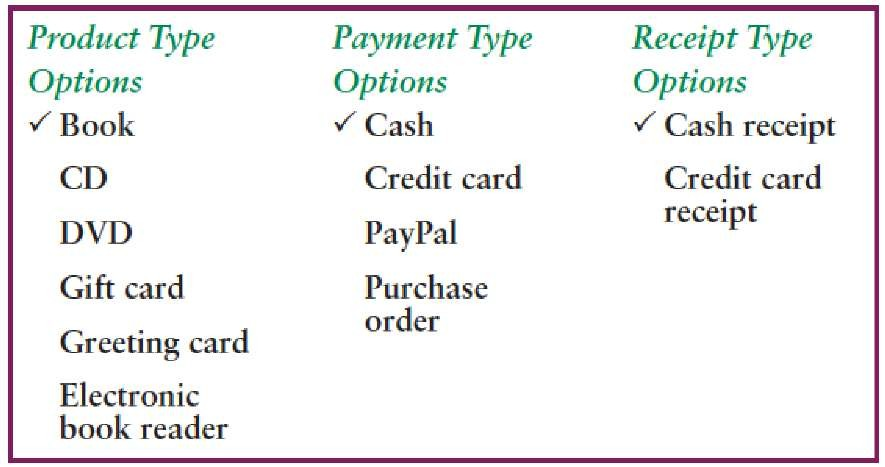 Product Type
Options
✓ Book
CD
DVD
Gift card
Greeting card
Electronic
book reader
Payment Type
Options
✓ Cash
Credit card
PayPal
Purchase
order
Receipt Type
Options
✓ Cash receipt
Credit card
receipt